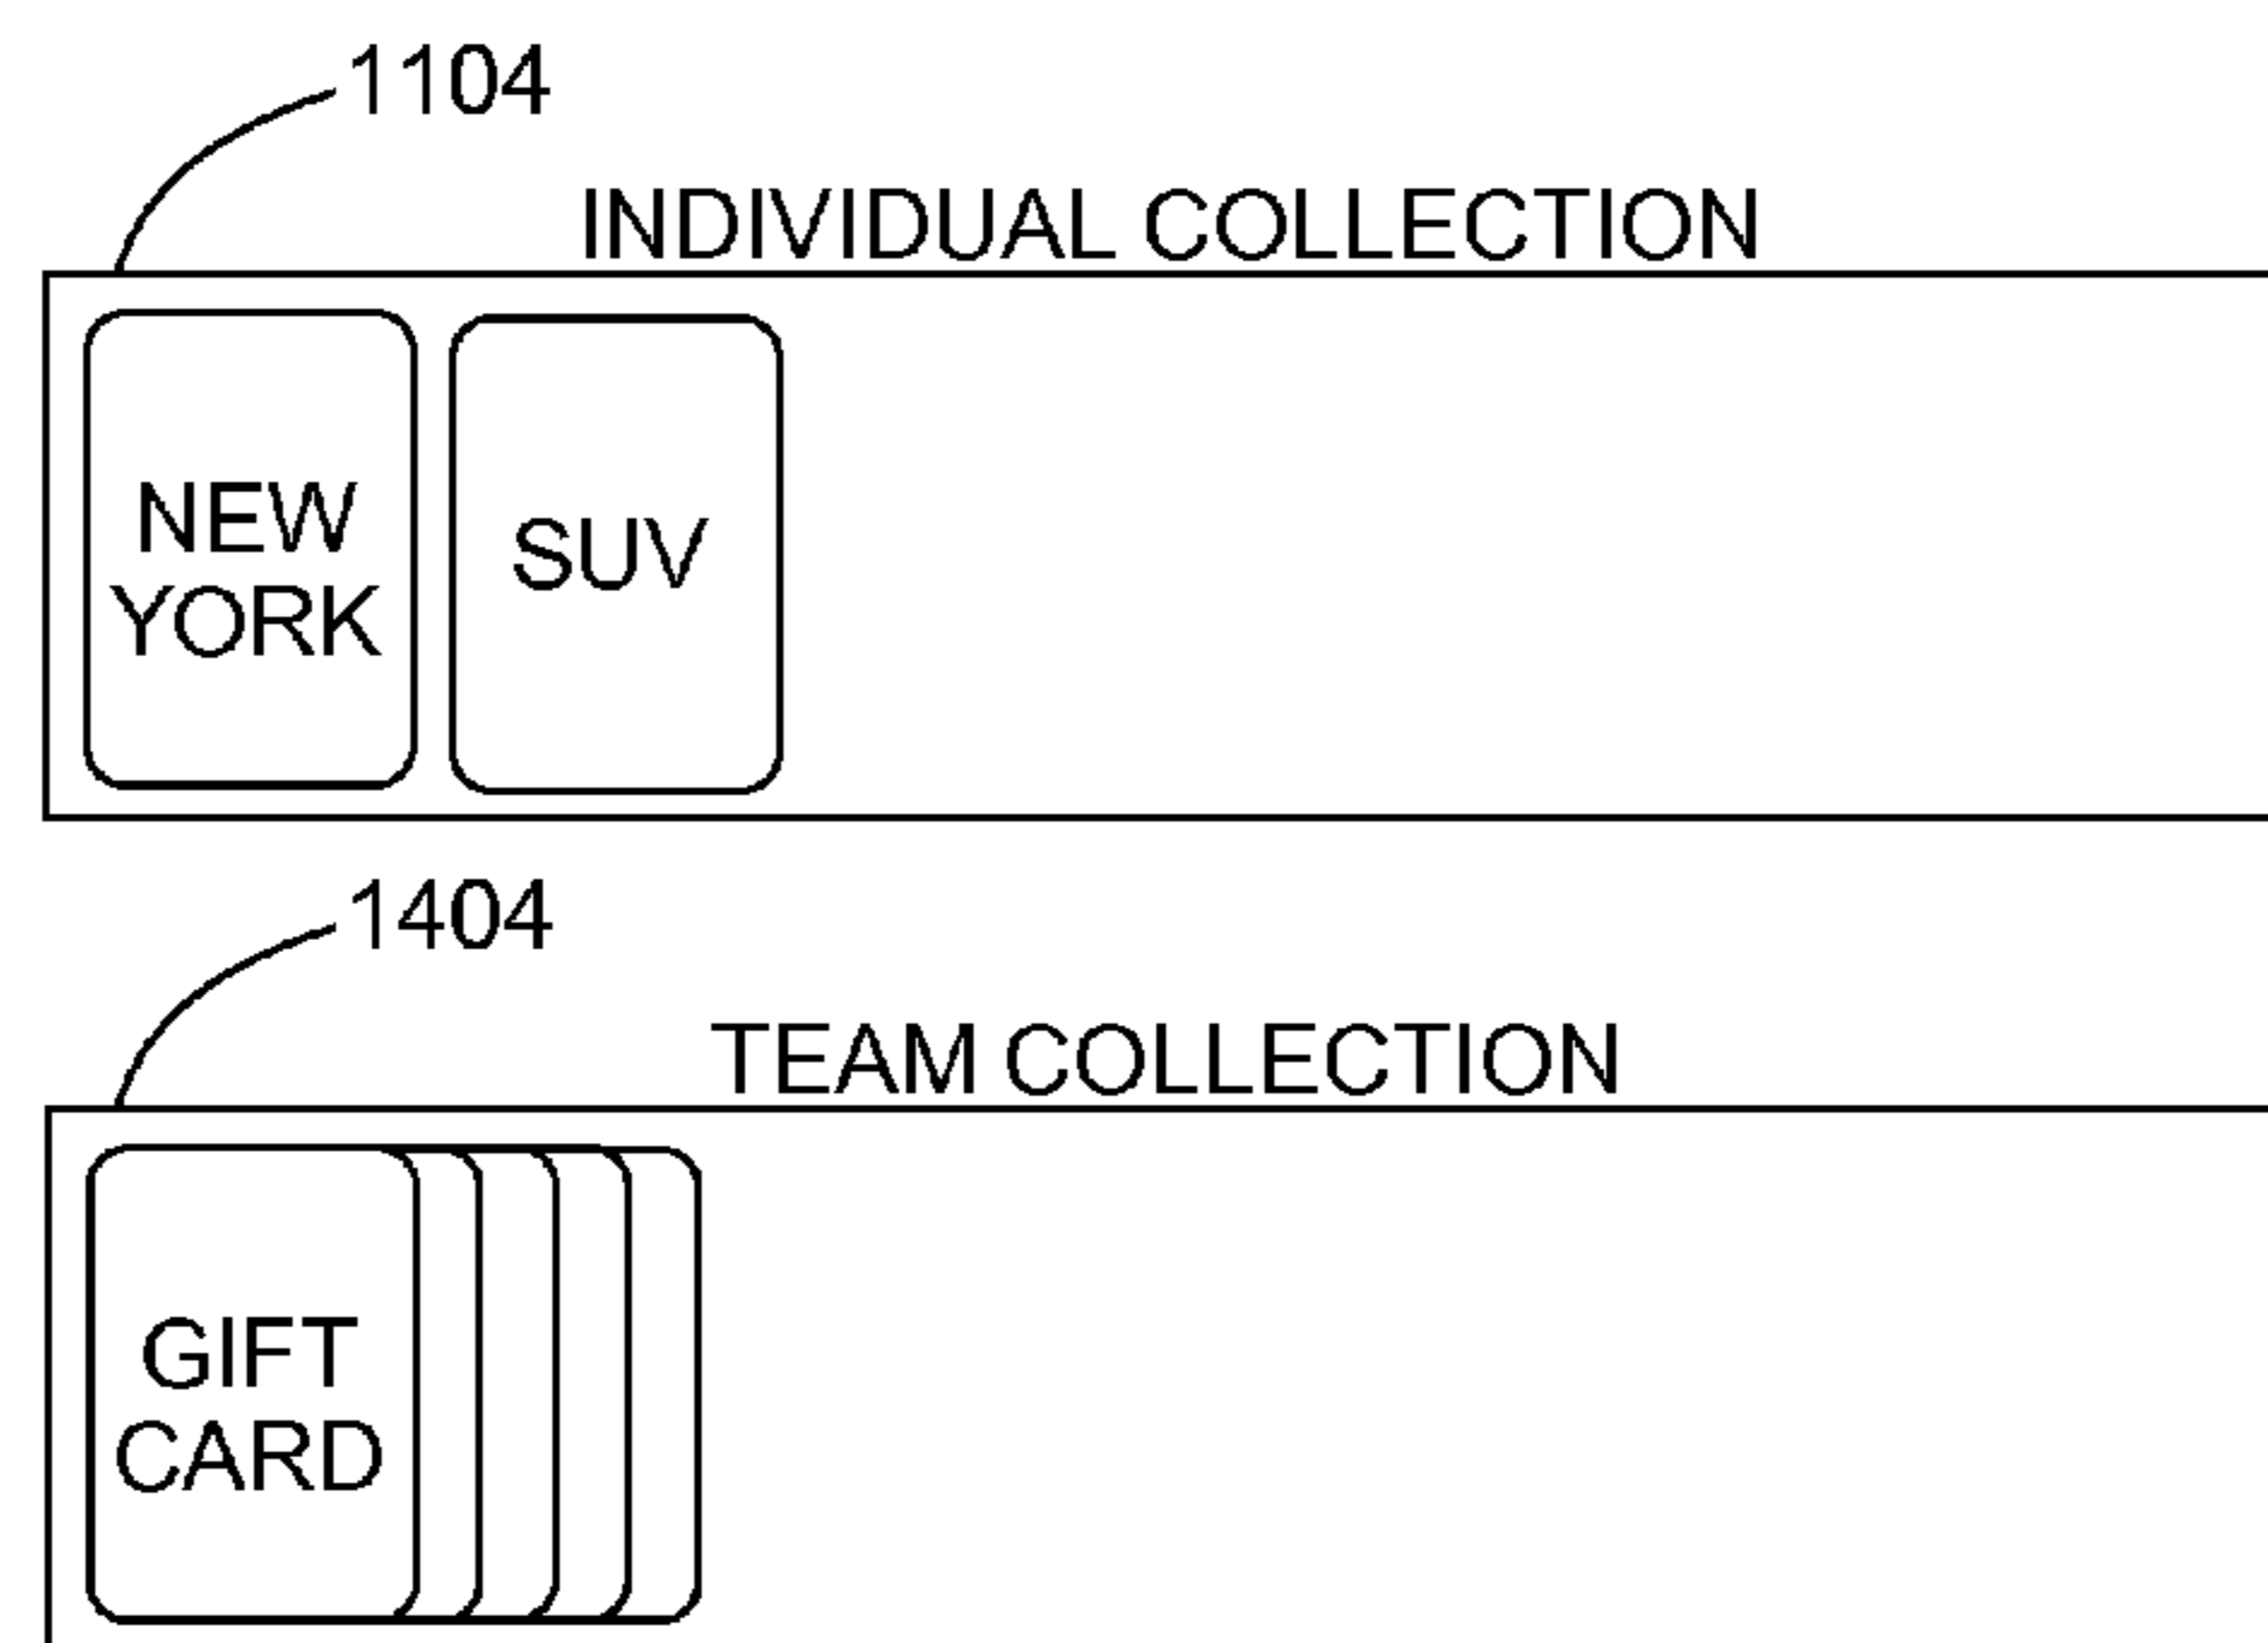 1104
INDIVIDUAL COLLECTION
NEW
YORK
SUV
1404
TEAM COLLECTION
GIFT
CARD